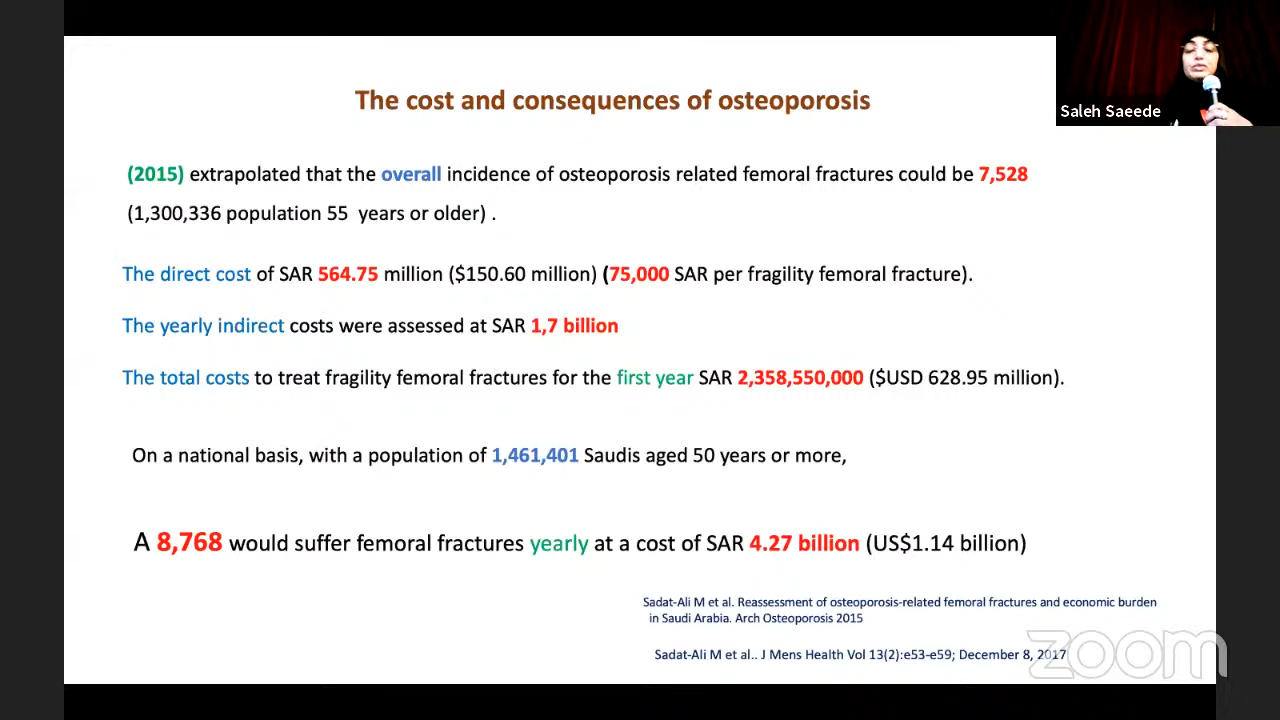 The cost and consequences of osteoporosis
Saleh Saeede
(2015) extrapolated that the overall incidence of osteoporosis related femoral fractures could be 7,528
(1,300,336 population 55 years or older) .
The direct cost of SAR 564.75 million ($150.60 million) (75,000 SAR per fragility femoral fracture).
The yearly indirect costs were assessed at SAR 1,7 billion
The total costs to treat fragility femoral fractures for the first year SAR 2,358,550,000 ($USD 628.95 million).
On a national basis, with a population of 1,461,401 Saudis aged 50 years or more,
A 8,768 would suffer femoral fractures yearly at a cost of SAR 4.27 billion (US$1.14 billion)
Sadat-Ali M et al. Reassessment of osteoporosis-related femoral fractures and economic burden
in Saudi Arabia. Arch Osteoporosis 2015
Sadat-Ali M et al.. J Mens Health Vol 13(2):e53-e59; December 8, 2017
zoom